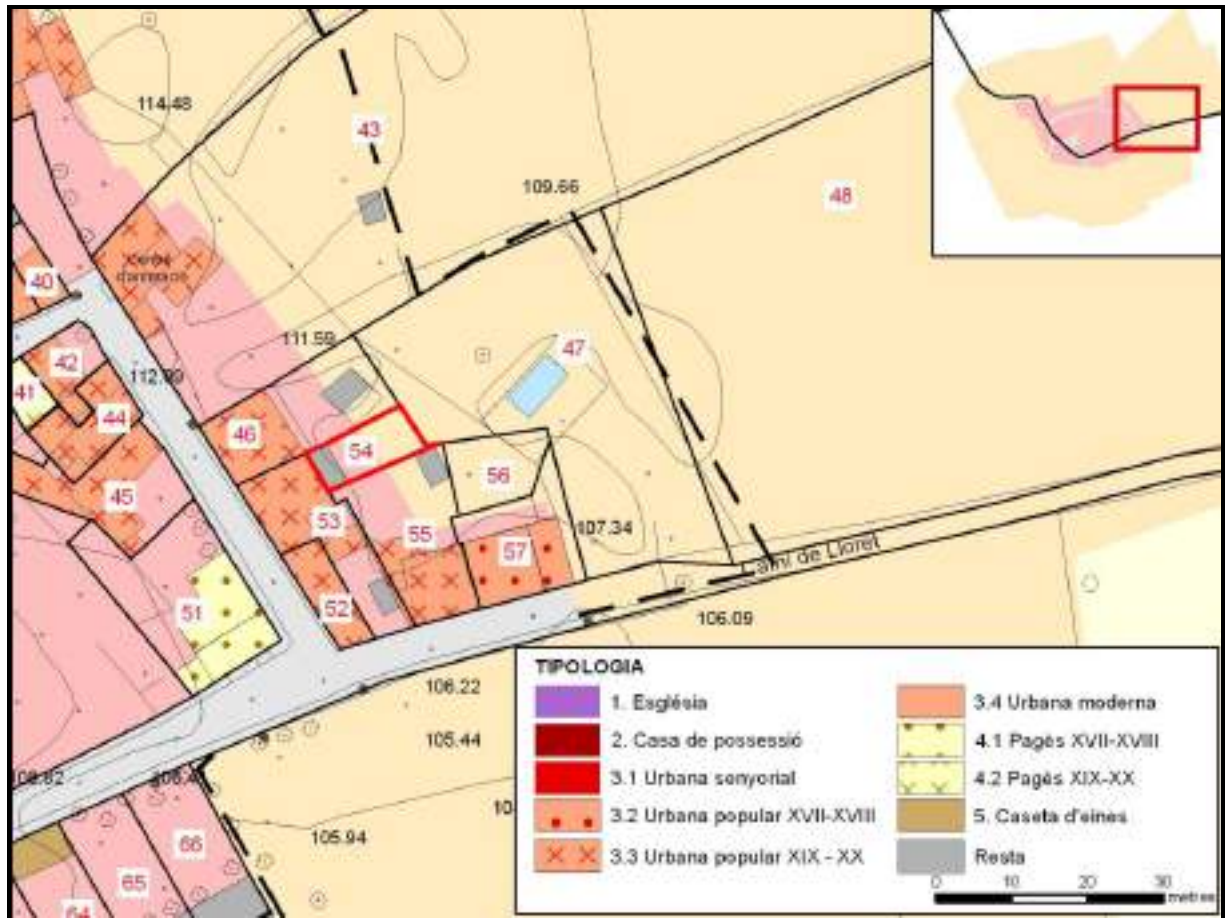 114.48
43
109.66
48
40
111.59
47
42
112.99
41
44
46
54
45
56
53
55
107.34
57
Camí de Lloret
51
52
106.09
106.22
105.44
105.94
66
65
64
TIPOLOGIA
1. Església
2. Casa de possessió
3.1 Urbana senyorial
3.2 Urbana popular XVII-XVIII
3.3 Urbana popular XIX - XX
3.4 Urbana moderna
4.1 Pagès XVII-XVIII
4.2 Pagès XIX-XX
5. Caseta d'eines
Resta
0 10 20 30
metres